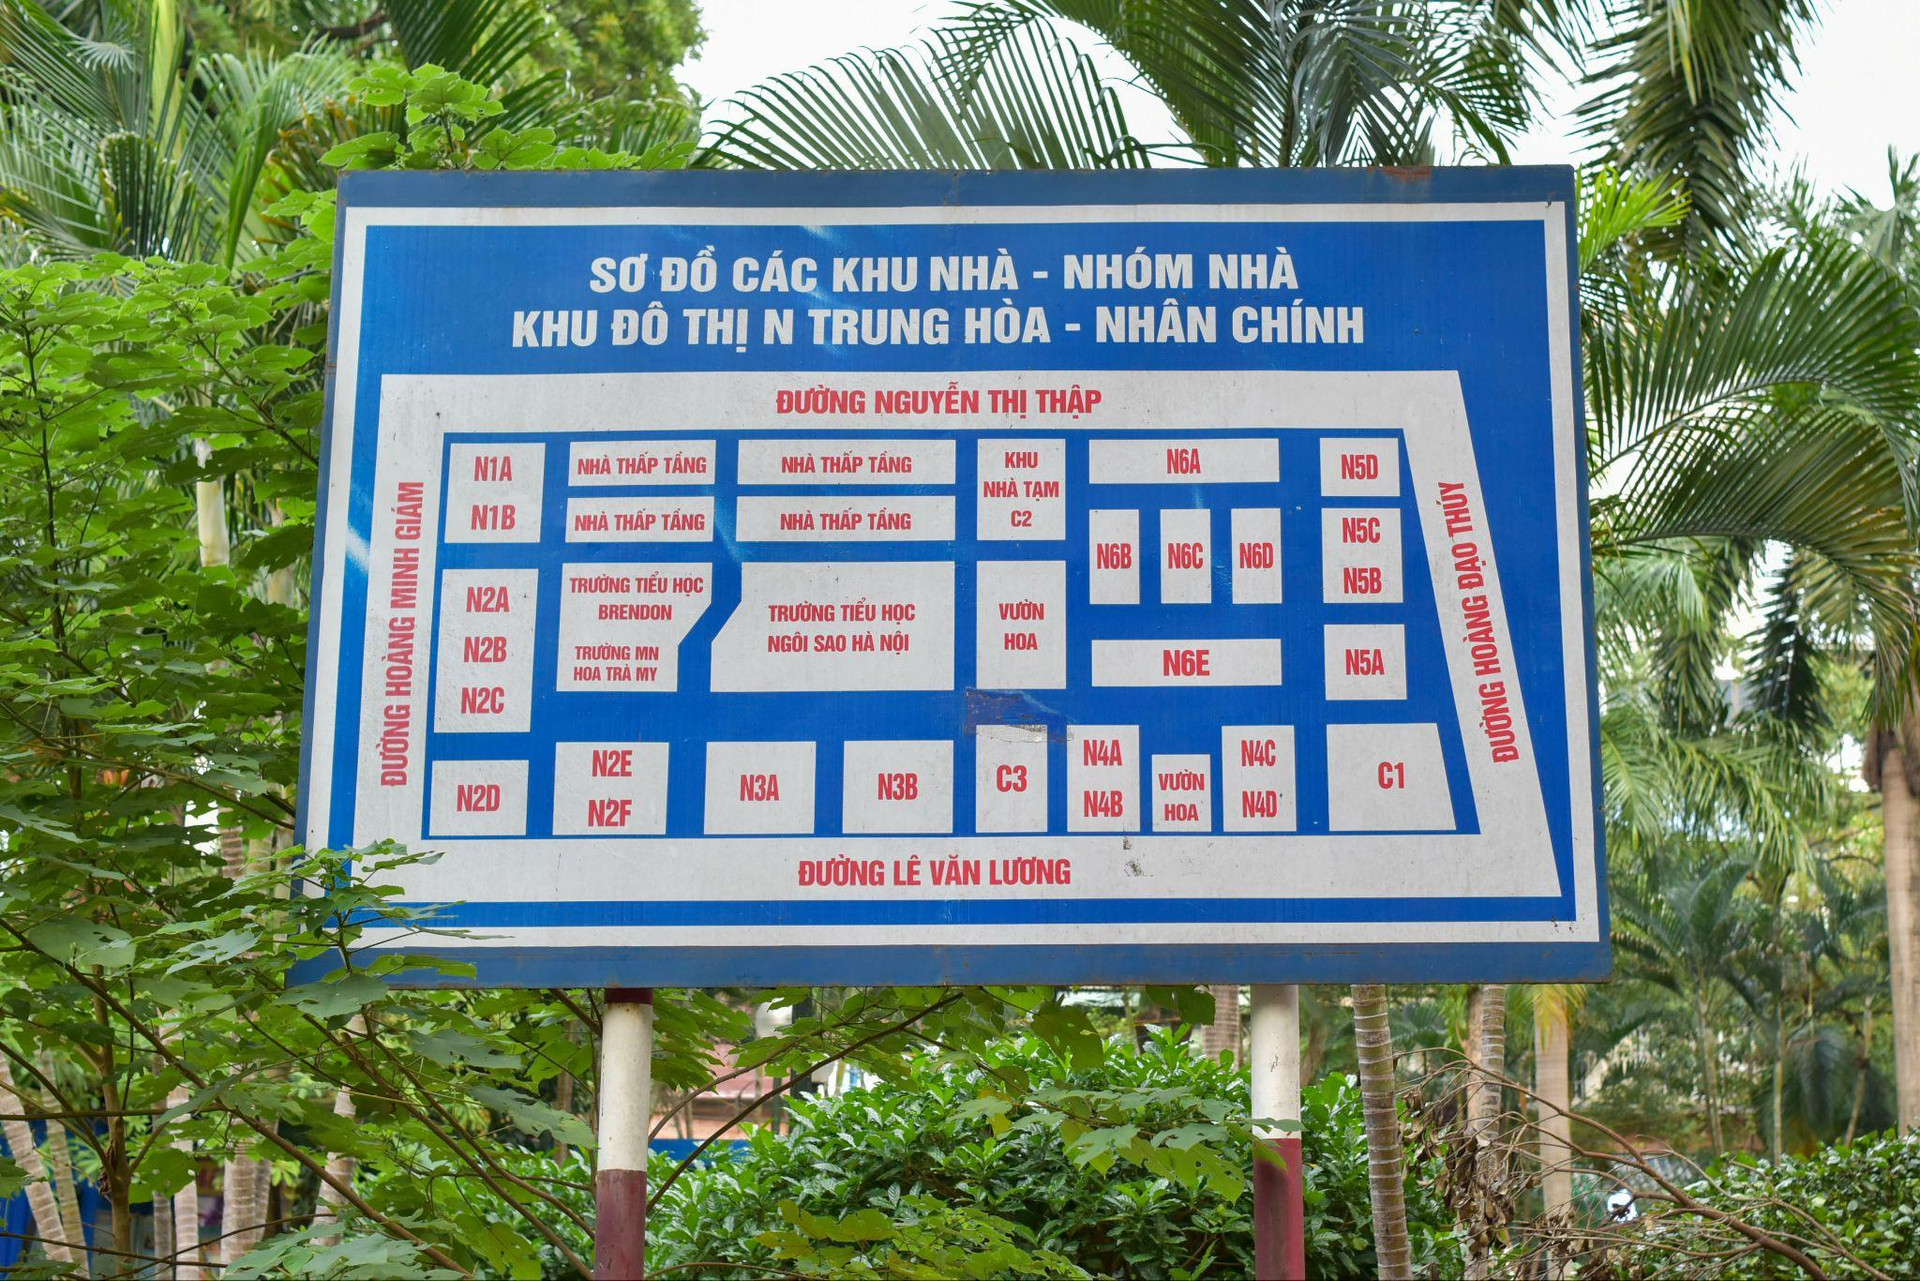 SƠ ĐỒ CÁC KHU NHÀ - NHÓM NHÀ
KHU ĐÔ THỊ N TRUNG HÒA - NHÂN CHÍNH
ĐƯỜNG NGUYỄN THỊ THẬP
ĐƯỜNG HOÀNG MINH GIÁM
N1A
N1B
NHÀ THẤP TẦNG
NHÀ THẤP TẦNG
NHÀ THẤP TẦNG
NHÀ THẤP TẦNG
KHU
NHÀ TẠM
C2
N6A
N5D
N6B
N6C
N6D
N5C
N5B
ĐƯỜNG HOÀNG ĐẠO THÚY
N2A
N2B
N2C
TRƯỜNG TIỂU HỌC
BRENDON
TRƯỜNG MN
HOA TRÀ MY
TRƯỜNG TIỂU HỌC
NGÔI SAO HÀ NỘI
VƯỜN
HOA
N6E
N5A
N2D
N2E
N2F
N3A
N3B
C3
N4A
N4B
VƯỜN
HOA
N4C
N4D
C1
ĐƯỜNG LÊ VĂN LƯƠNG